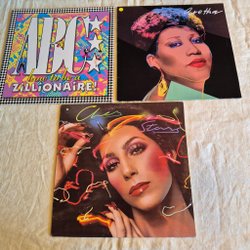 ABC
how to be a
ZILLIONAIRE!
Aretha
Cher
Stars